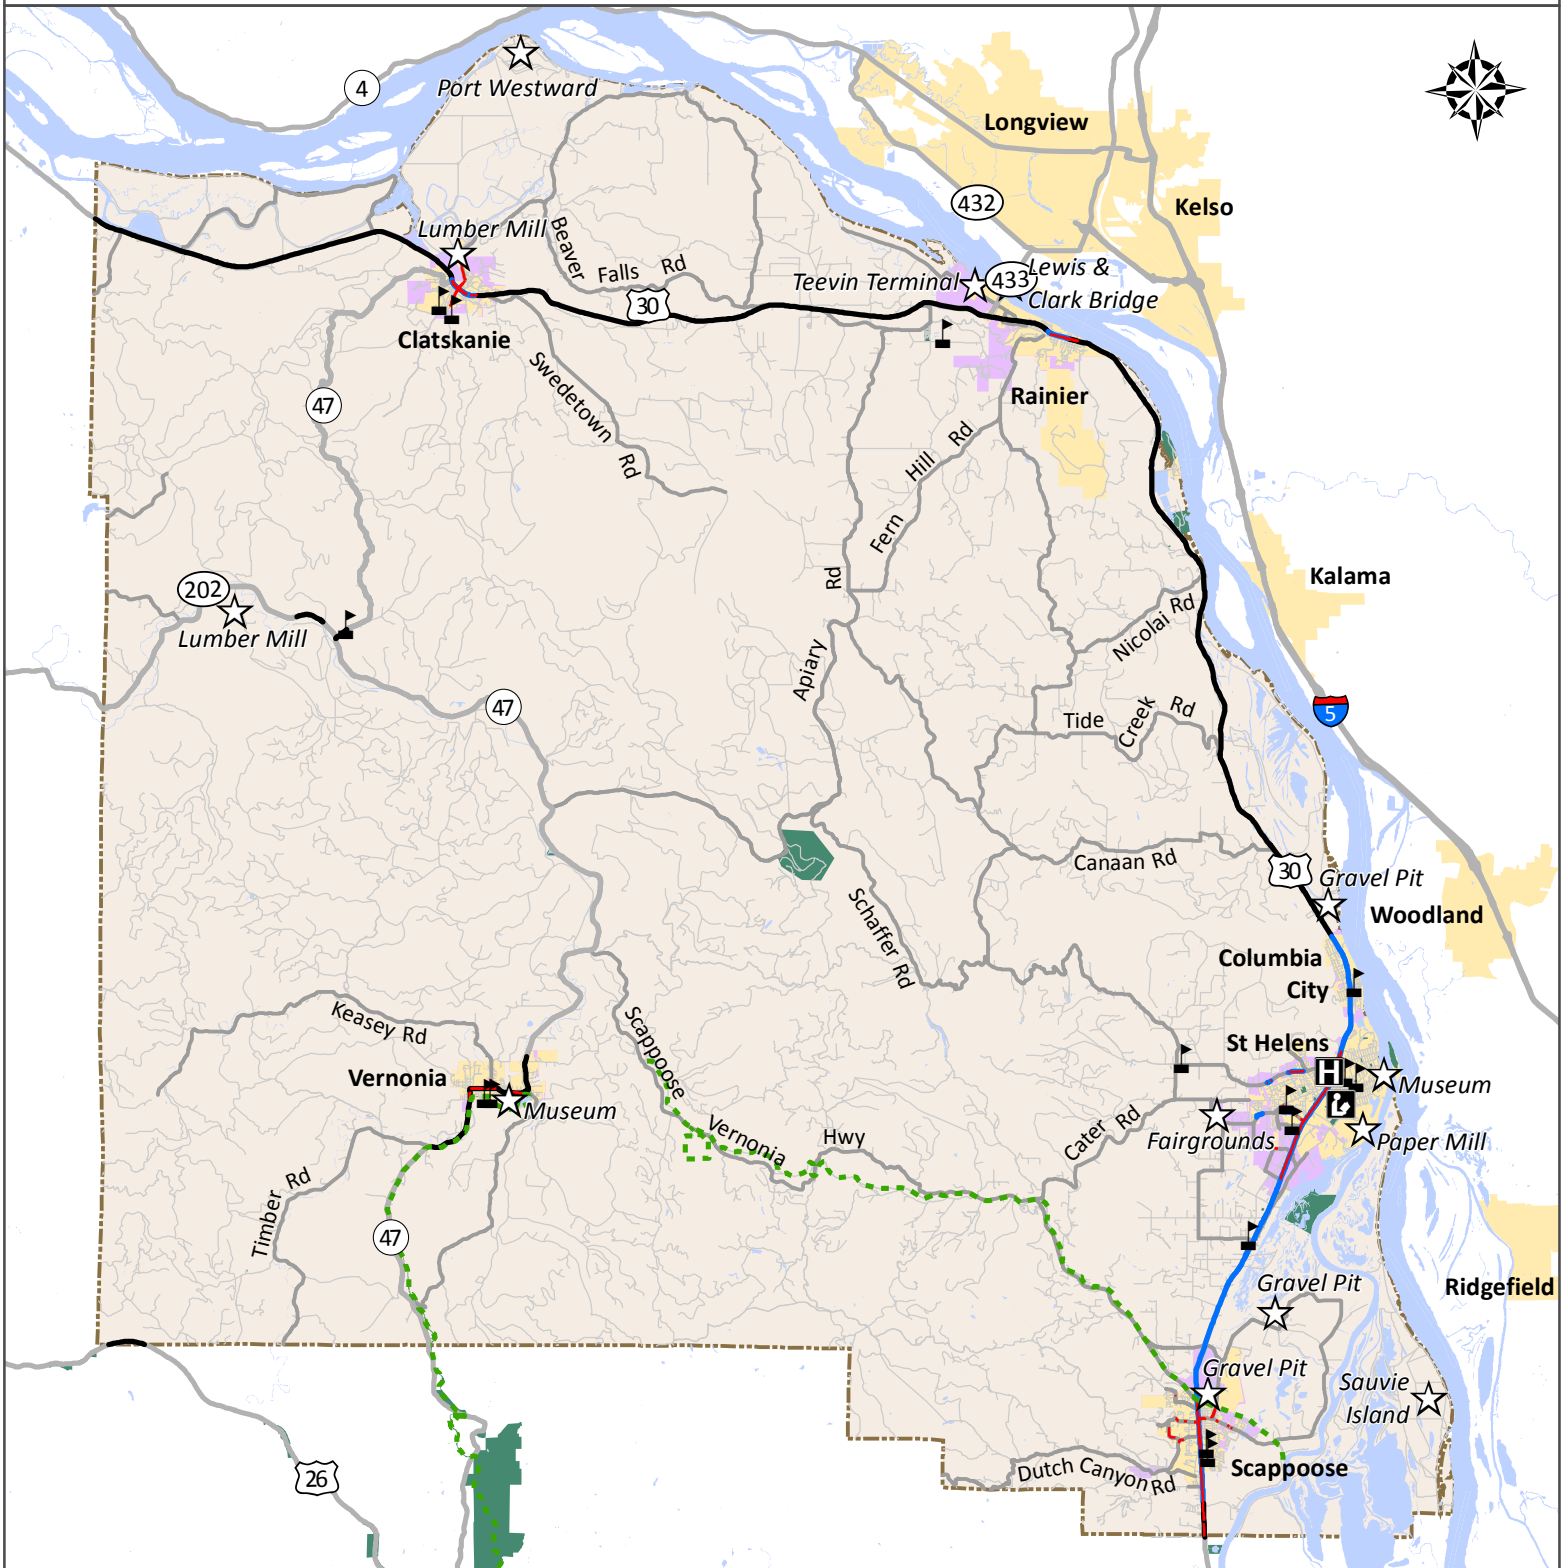 4
Port Westward
Longview
432
Kelso
Lumber Mill
Beaver
Falls Rd
Teevin Terminal
433
Lewis &
Clark Bridge
30
Clatskanie
Swedetown
Rd
47
Rainier
Fern
Hill
Rd
Rd
Apiary
202
Lumber Mill
Kalama
Nicolai Rd
47
5
Tide
Creek
Rd
Canaan Rd
30
Gravel Pit
Woodland
Schaffer Rd
Columbia
City
Keasey Rd
Scappoose
Vernonia
Hwy
St Helens
H
Vernonia
Museum
Museum
Cater
Rd
Fairgrounds
Paper Mill
Timber
Rd
47
Gravel Pit
Ridgefield
Gravel Pit
Sauvie
Island
26
Dutch Canyon Rd
Scappoose